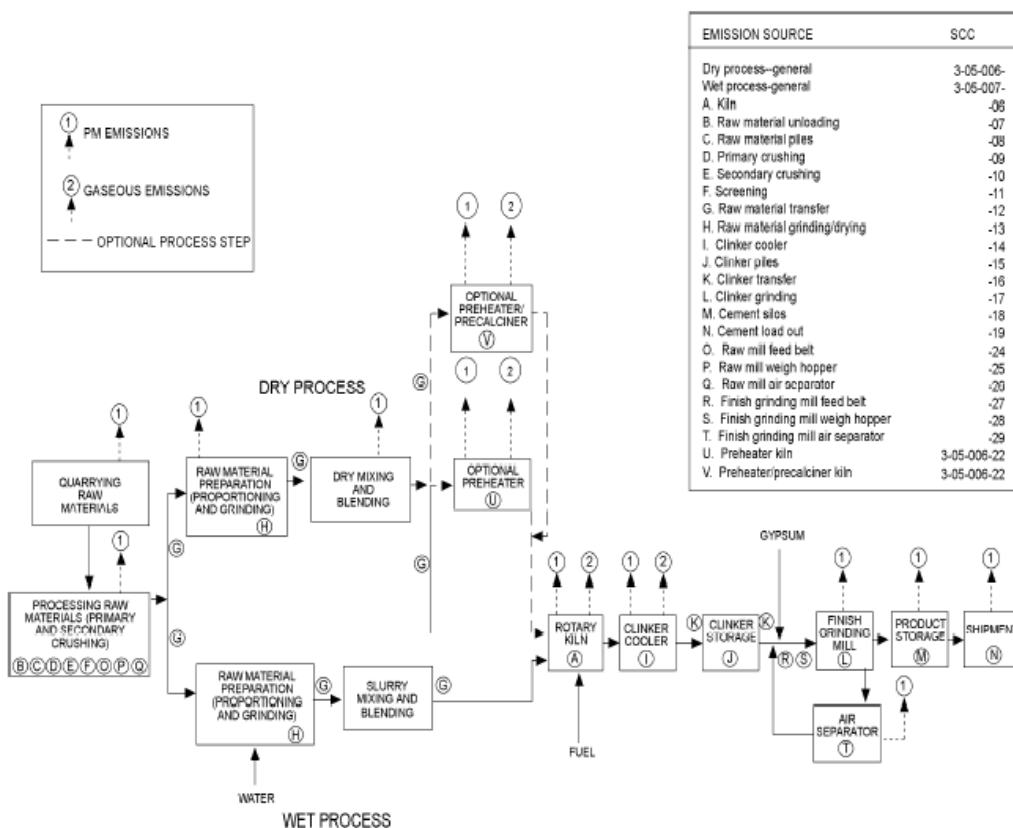 EMISSION SOURCE SCC
Dry process--general 3-05-006-
Wet process-general 3-05-007-
A. Kiln -06
B. Raw material unloading -07
C. Raw material piles -08
D. Primary crushing -09
E. Secondary crushing -10
F. Screening -11
G. Raw material transfer -12
H. Raw material grinding/drying -13
I. Clinker cooler -14
J. Clinker piles -15
K. Clinker transfer -16
L. Clinker grinding -17
M. Cement silos -18
N. Cement load out -19
O. Raw mill feed belt -24
P. Raw mill weigh hopper -25
Q. Raw mill air separator -26
R. Finish grinding mill feed belt -27
S. Finish grinding mill weigh hopper -28
T. Finish grinding mill air separator -29
U. Preheater kiln 3-05-006-22
V. Preheater/precalciner kiln 3-05-006-22
1 PM EMISSIONS
2 GASEOUS EMISSIONS
OPTIONAL PROCESS STEP
1 2
OPTIONAL
PREHEATER/
PRECALCINER
V
G
1 2
OPTIONAL
PREHEATER
U
DRY PROCESS
1
QUARRYING
RAW
MATERIALS
1
PROCESSING RAW
MATERIALS (PRIMARY
AND SECONDARY
CRUSHING)
B C D E F O P Q
G
G
1
RAW MATERIAL
PREPARATION
(PROPORTIONING
AND GRINDING)
H
G
1
DRY MIXING
AND
BLENDING
G
RAW MATERIAL
PREPARATION
(PROPORTIONING
AND GRINDING)
H
G
SLURRY
MIXING AND
BLENDING
G
WATER
WET PROCESS
1 2
ROTARY
KILN
A
FUEL
1 2
CLINKER
COOLER
I
K
CLINKER
STORAGE
J
K
GYPSUM
R S
1
FINISH
GRINDING
MILL
L
1
AIR
SEPARATOR
T
1
PRODUCT
STORAGE
M
1
SHIPMENT
N